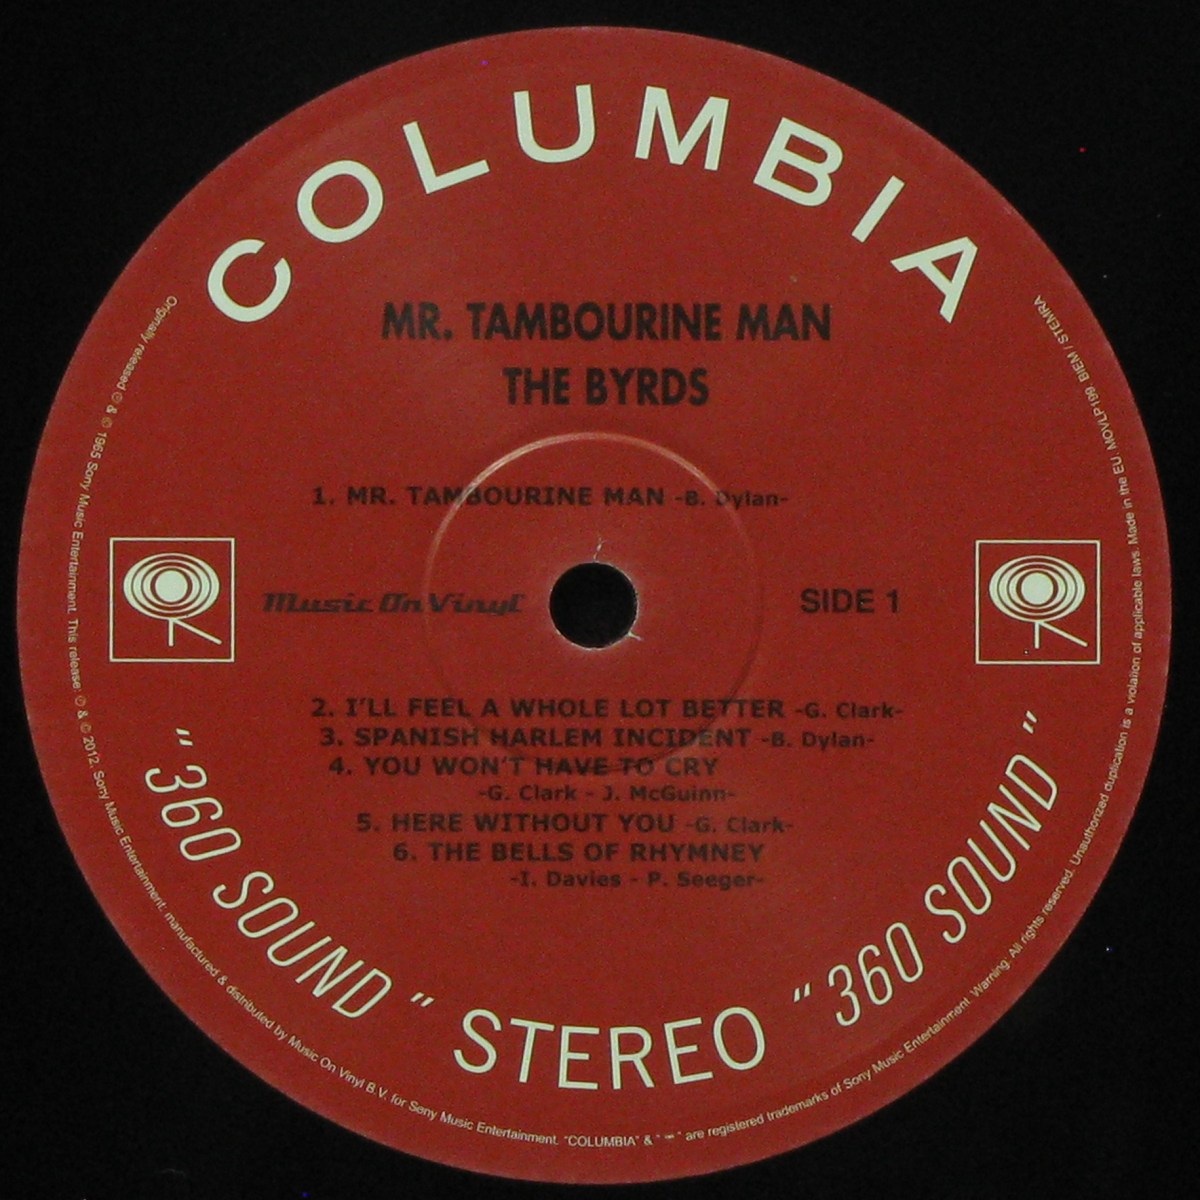 COLUMBIA
MR. TAMBOURINE MAN
THE BYRDS
1. MR. TAMBOURINE MAN -B. Dylan-
Music On Vinyl
SIDE 1
2. I'LL FEEL A WHOLE LOT BETTER -G. Clark-
3. SPANISH HARLEM INCIDENT -B. Dylan-
4. YOU WON'T HAVE TO CRY
-G. Clark - J. McGuinn-
5. HERE WITHOUT YOU -G. Clark-
6. THE BELLS OF RHYMNEY
-I. Davies - P. Seeger-
"360 SOUND" STEREO "360 SOUND"
Originally released ℗ & © 1965 Sony Music Entertainment. This release: ℗ & © 2012. Sony Music Entertainment. manufactured & distributed by Music On Vinyl B.V. for Sony Music Entertainment. "COLUMBIA" & " " are registered trademarks of Sony Music Entertainment. Warning. All rights reserved. Unauthorized duplication is a violation of applicable laws. Made in the EU. MOVLP199 BIEM / STEMRA